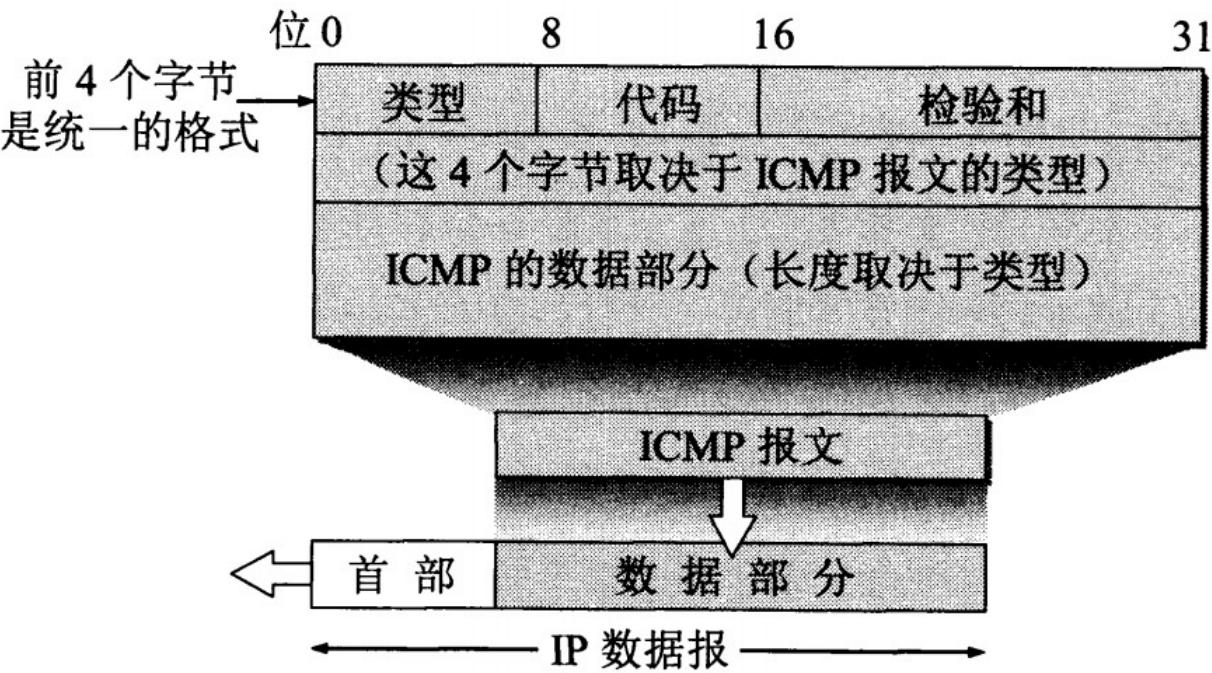 位 0 8 16 31
前 4 个字节
是统一的格式
类型 代码 检验和
（这 4 个字节取决于 ICMP 报文的类型）
ICMP 的数据部分（长度取决于类型）
ICMP 报文
首 部 数 据 部 分
IP 数据报